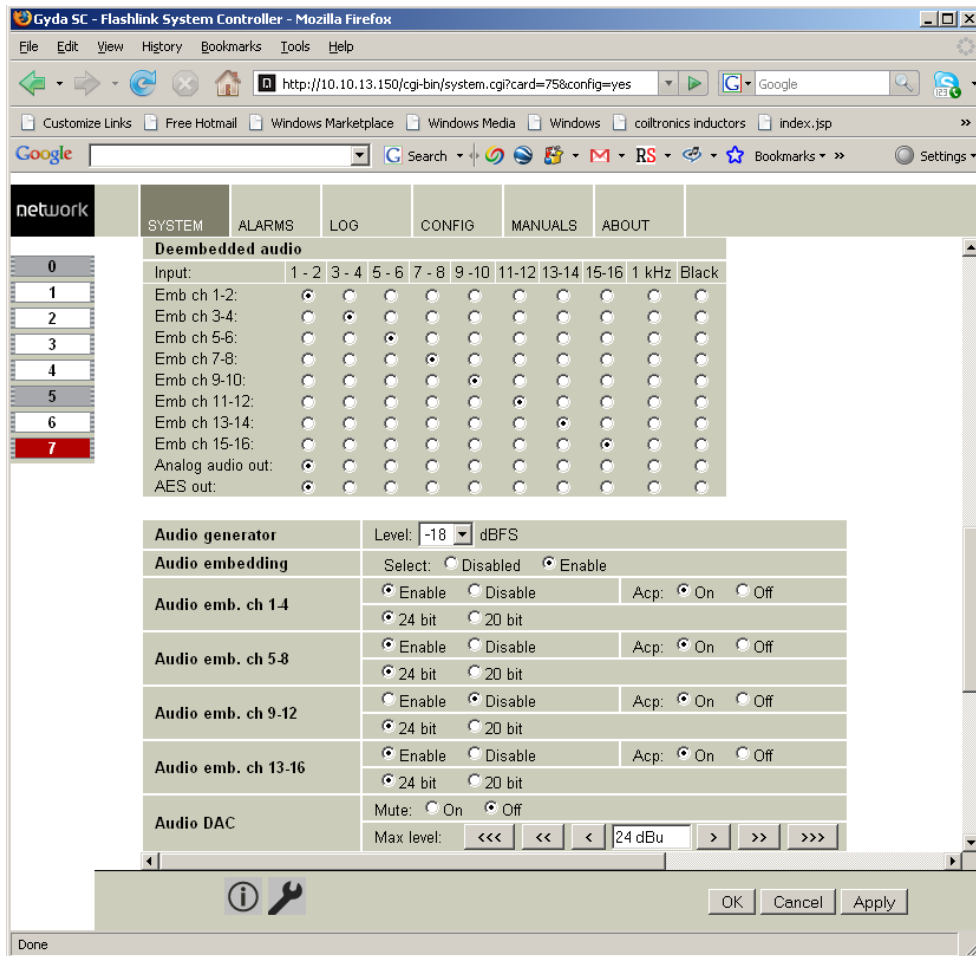 Gyda SC - Flashlink System Controller - Mozilla Firefox
File Edit View History Bookmarks Tools Help
http://10.10.13.150/cgi-bin/system.cgi?card=75&config=yes G Google 123
Customize Links Free Hotmail Windows Marketplace Windows Media Windows coiltronics inductors index.jsp »
Google G Search RS Bookmarks » Settings
network SYSTEM ALARMS LOG CONFIG MANUALS ABOUT
0
1
2
3
4
5
6
7
Deembedded audio
Input: 1 - 2 3 - 4 5 - 6 7 - 8 9 -10 11-12 13-14 15-16 1 kHz Black
Emb ch 1-2:
Emb ch 3-4:
Emb ch 5-6:
Emb ch 7-8:
Emb ch 9-10:
Emb ch 11-12:
Emb ch 13-14:
Emb ch 15-16:
Analog audio out:
AES out:
Audio generator Level: -18 dBFS
Audio embedding Select: Disabled Enable
Audio emb. ch 1-4 Enable Disable Acp: On Off
24 bit 20 bit
Audio emb. ch 5-8 Enable Disable Acp: On Off
24 bit 20 bit
Audio emb. ch 9-12 Enable Disable Acp: On Off
24 bit 20 bit
Audio emb. ch 13-16 Enable Disable Acp: On Off
24 bit 20 bit
Audio DAC Mute: On Off
Max level: <<< << < 24 dBu > >> >>>
OK Cancel Apply
Done